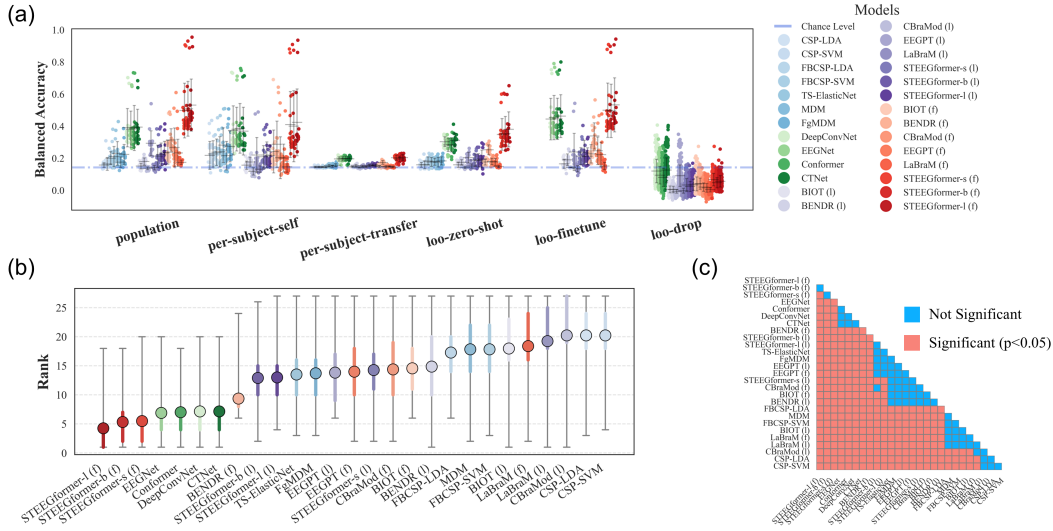 (a)
Balanced Accuracy
1.0
0.8
0.6
0.4
0.2
0.0
population
per-subject-self
per-subject-transfer
loo-zero-shot
loo-finetune
loo-drop
Models
Chance Level
CSP-LDA
CSP-SVM
FBCSP-LDA
FBCSP-SVM
TS-ElasticNet
MDM
FgMDM
DeepConvNet
EEGNet
Conformer
CTNet
BIOT (l)
BENDR (l)
CBraMod (l)
EEGPT (l)
LaBraM (l)
STEEGformer-s (l)
STEEGformer-b (l)
STEEGformer-l (l)
BIOT (f)
BENDR (f)
CBraMod (f)
EEGPT (f)
LaBraM (f)
STEEGformer-s (f)
STEEGformer-b (f)
STEEGformer-l (f)
(b)
Rank
25
20
15
10
5
0
STEEGformer-l (f)
STEEGformer-b (f)
STEEGformer-s (f)
EEGNet
Conformer
DeepConvNet
CTNet
BENDR (f)
STEEGformer-b (l)
STEEGformer-l (l)
TS-ElasticNet
FgMDM
EEGPT (l)
EEGPT (f)
STEEGformer-s (l)
CBraMod (f)
BIOT (f)
BENDR (l)
FBCSP-LDA
MDM
FBCSP-SVM
BIOT (l)
LaBraM (f)
LaBraM (l)
CBraMod (l)
CSP-LDA
CSP-SVM
(c)
STEEGformer-l (f)
STEEGformer-b (f)
STEEGformer-s (f)
EEGNet
Conformer
DeepConvNet
CTNet
BENDR (f)
STEEGformer-b (l)
STEEGformer-l (l)
TS-ElasticNet
FgMDM
EEGPT (l)
EEGPT (f)
STEEGformer-s (l)
CBraMod (f)
BIOT (f)
BENDR (l)
FBCSP-LDA
MDM
FBCSP-SVM
BIOT (l)
LaBraM (f)
LaBraM (l)
CBraMod (l)
CSP-LDA
CSP-SVM
Not Significant
Significant (p<0.05)